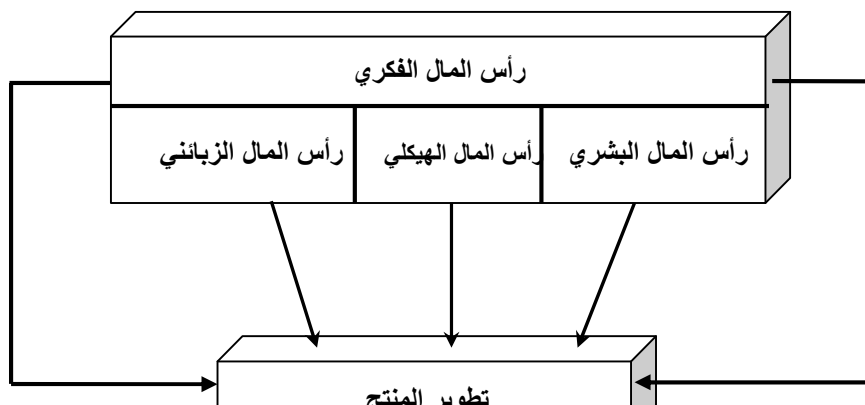 رأس المال الفكري
رأس المال البشري
رأس المال الهيكلي
رأس المال الزبائني
تطوير المنتج